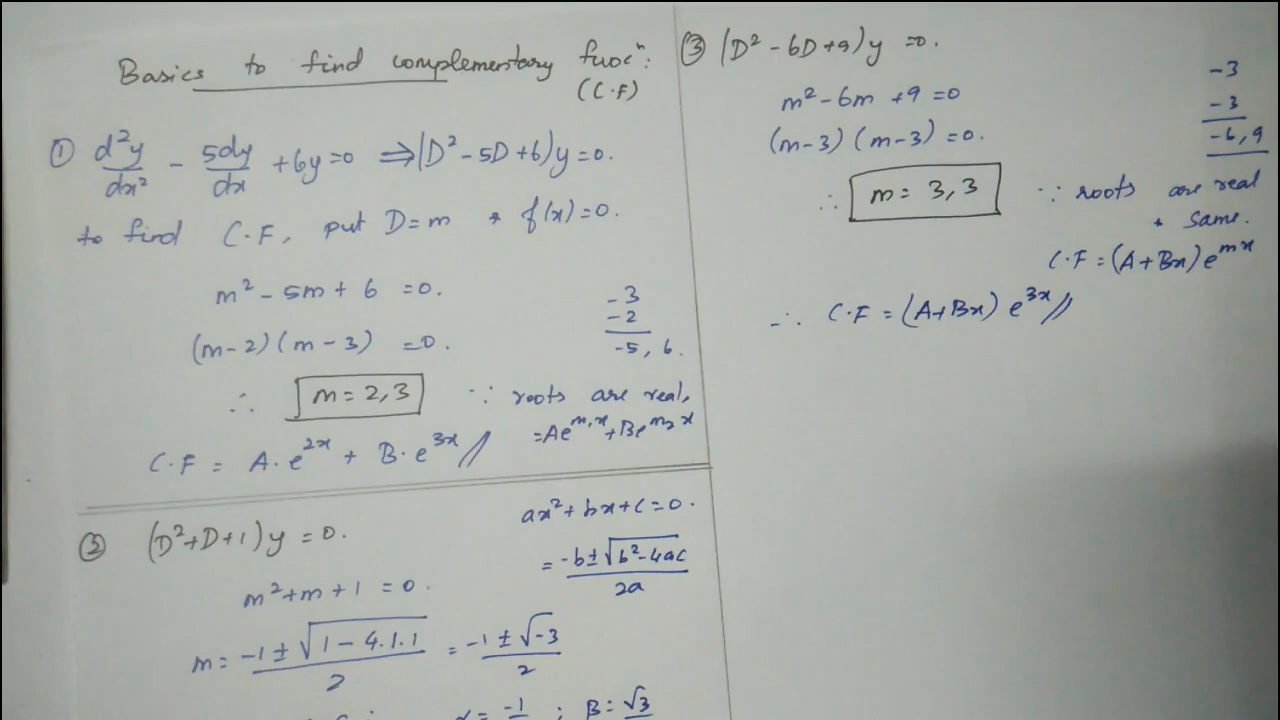 Basics to find complementary funcⁿ:
(C.F)
① d²y/dx² - 5dy/dx + 6y=0 ⇒ (D² - 5D + 6)y = 0.
to find C.F, put D=m & f(x)=0.
m² - 5m + 6 = 0.
-3
-2
(m-2)(m-3) = 0.
-5, 6.
∴ m = 2,3 ∵ roots are real,
= Ae^{m₁x} + Be^{m₂x}
C.F = A.e^{2x} + B.e^{3x} //
② (D²+D+1)y = 0.
ax²+bx+c=0.
m²+m+1 = 0.
= -b±√(b²-4ac)/2a
m = -1±√(1-4.1.1)/2 = -1±√-3/2
α = -1 ; β = √3
③ (D² - 6D + 9)y = 0.
m² - 6m + 9 = 0
-3
-3
(m-3)(m-3) = 0.
-6, 9
∴ m = 3,3 ∵ roots are real
& same.
C.F = (A+Bx)e^{mx}
∴ C.F = (A+Bx) e^{3x} //